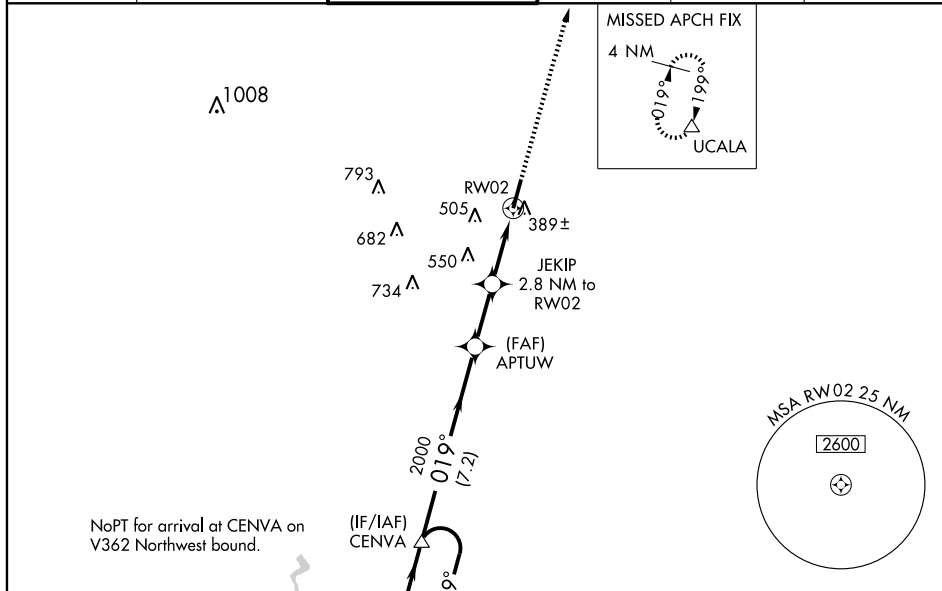 MISSED APCH FIX
4 NM
019°
199°
UCALA
1008
793
RW02
505
389±
682
550
JEKIP
2.8 NM to
RW02
734
(FAF)
APTUW
MSA RW02 25 NM
2600
2000
019°
(7.2)
NoPT for arrival at CENVA on
V362 Northwest bound.
(IF/IAF)
CENVA